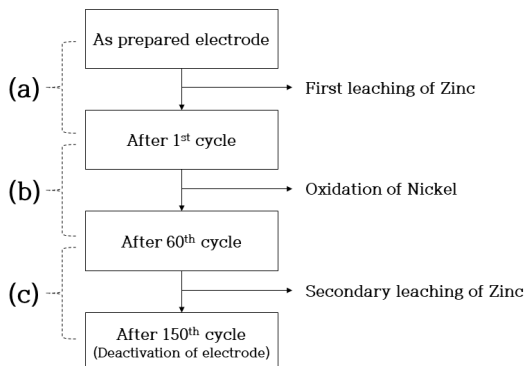 As prepared electrode
(a)
First leaching of Zinc
After 1st cycle
(b)
Oxidation of Nickel
After 60th cycle
(c)
Secondary leaching of Zinc
After 150th cycle
(Deactivation of electrode)